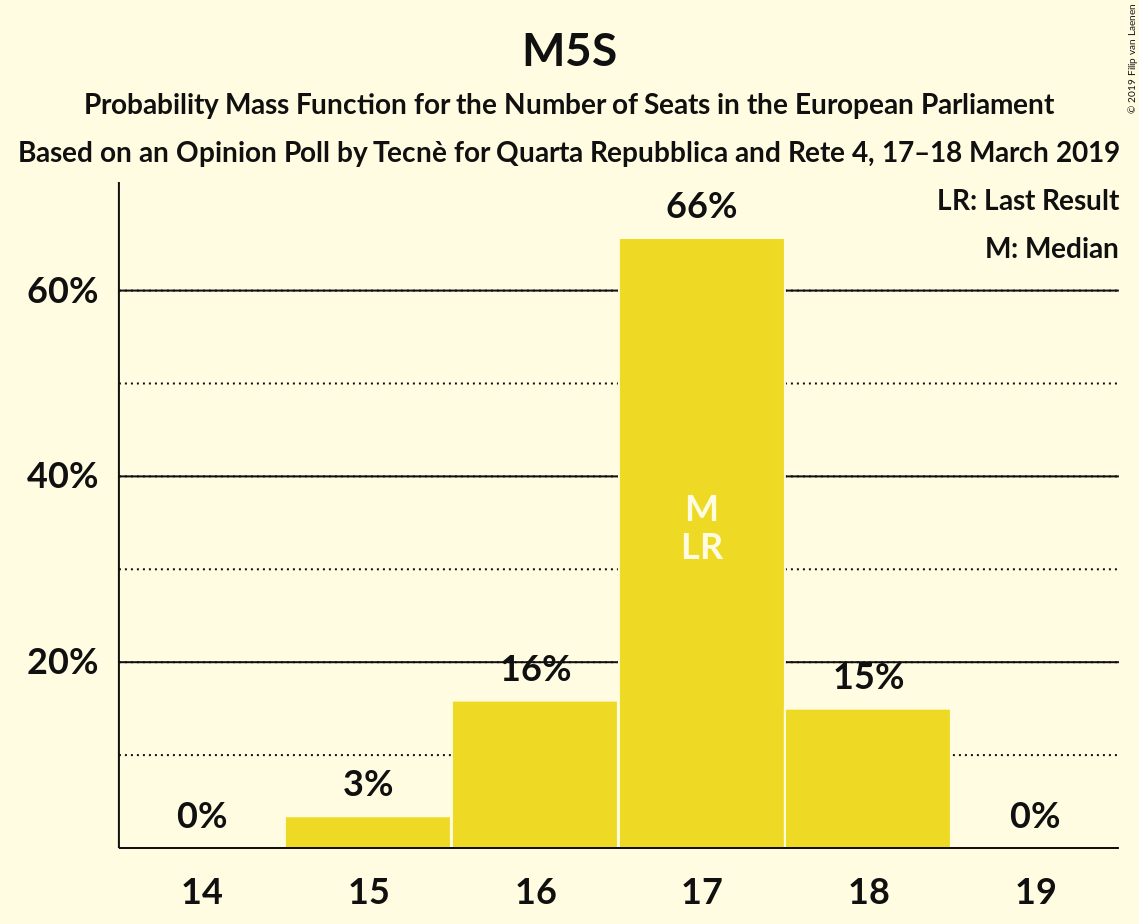 M5S
Probability Mass Function for the Number of Seats in the European Parliament
Based on an Opinion Poll by Tecnè for Quarta Repubblica and Rete 4, 17–18 March 2019
© 2019 Filip van Laenen
LR: Last Result
M: Median
60%
40%
20%
0%
3%
16%
66%
M
LR
15%
0%
14 15 16 17 18 19